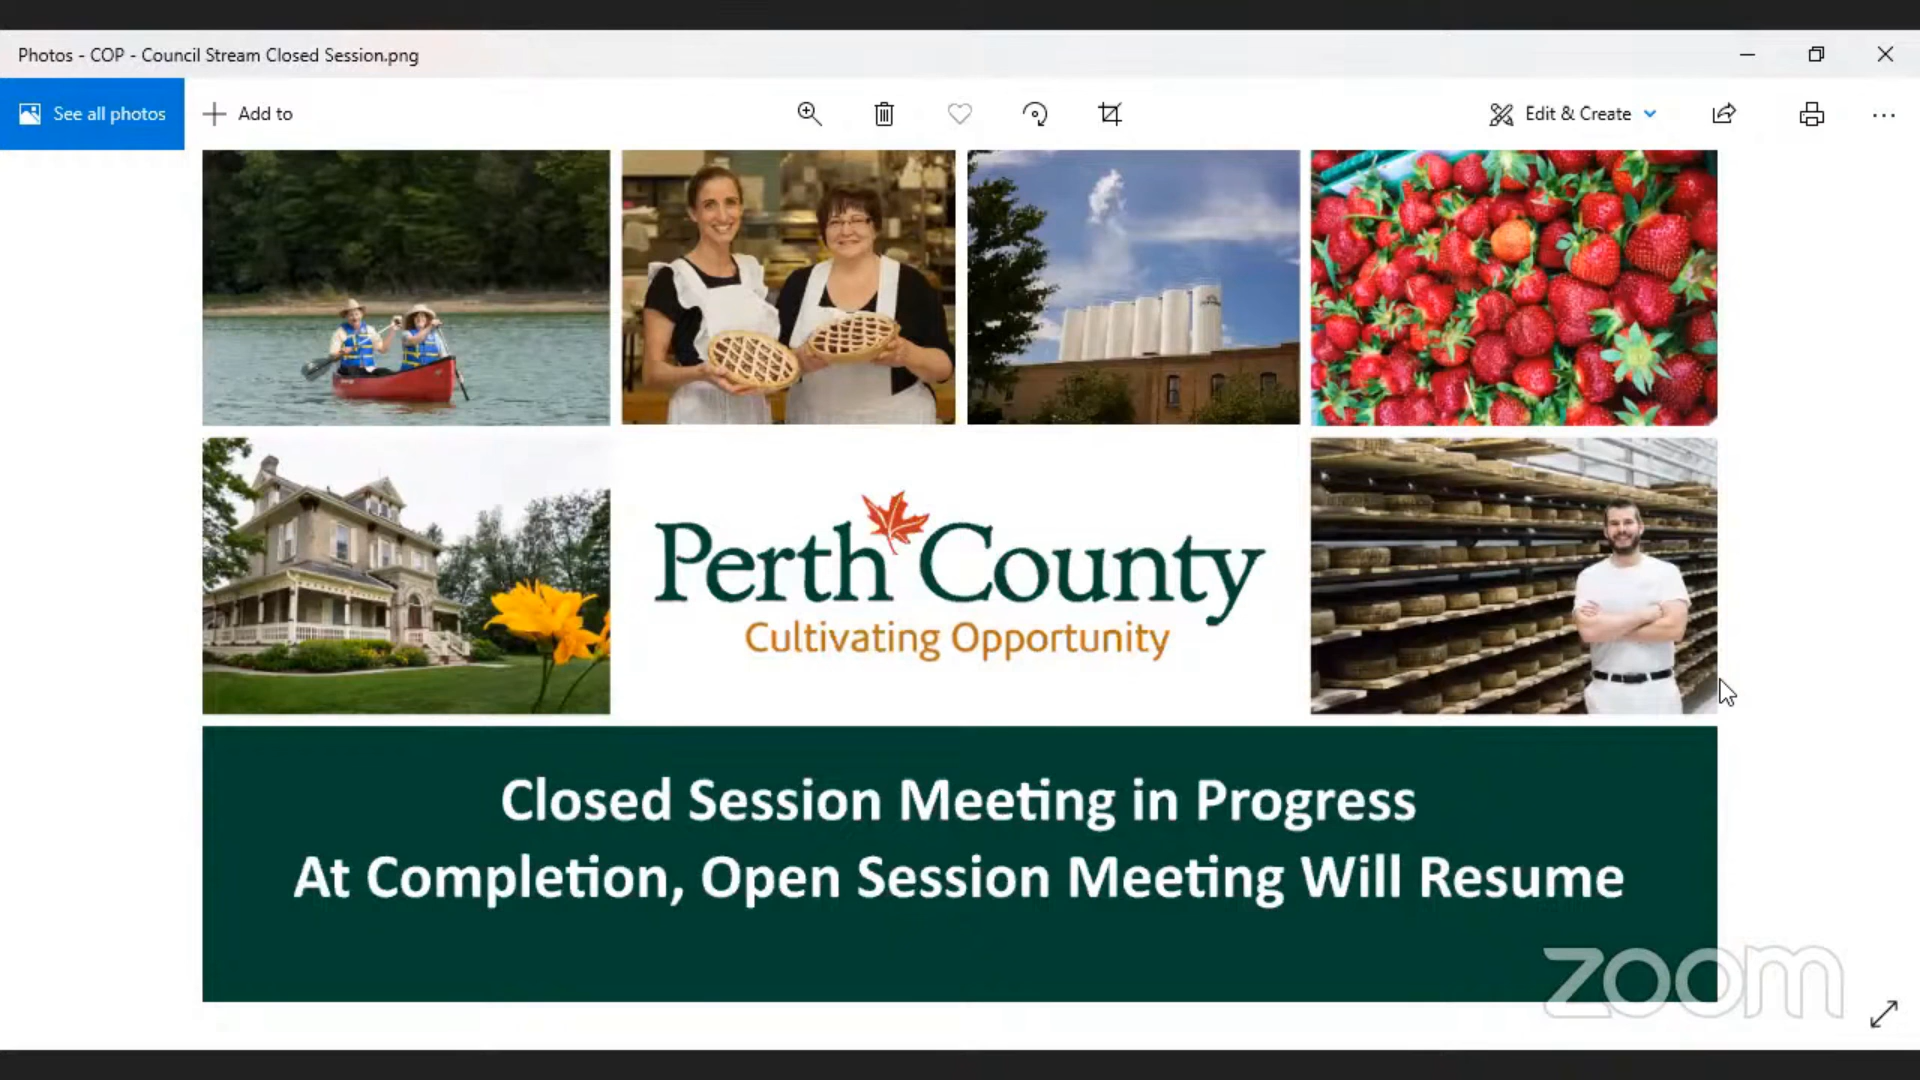 Photos - COP - Council Stream Closed Session.png
See all photos
Add to
Edit & Create
Perth County
Cultivating Opportunity
Closed Session Meeting in Progress
At Completion, Open Session Meeting Will Resume
zoom